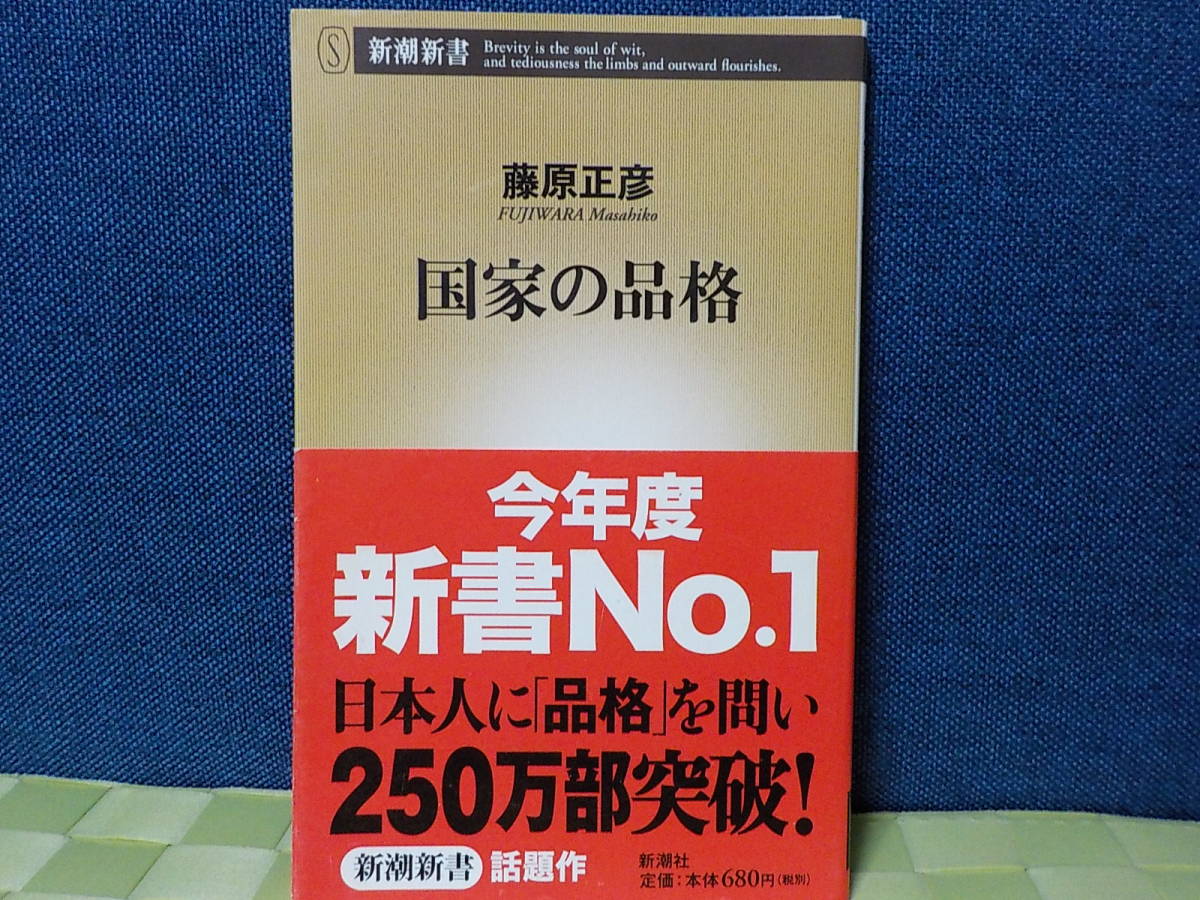 S 新潮新書 Brevity is the soul of wit,
and tediousness the limbs and outward flourishes.
藤原正彦
FUJIWARA Masahiko
国家の品格
今年度
新書No.1
日本人に「品格」を問い
250万部突破!
新潮新書 話題作
新潮社
定価:本体680円(税別)